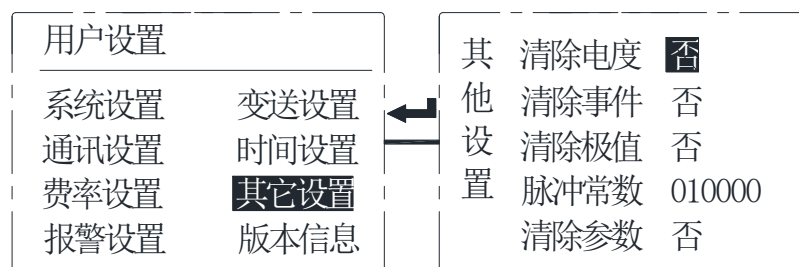 用户设置
系统设置 变送设置
通讯设置 时间设置
费率设置 其它设置
报警设置 版本信息
其他设置
清除电度 否
清除事件 否
清除极值 否
脉冲常数 010000
清除参数 否